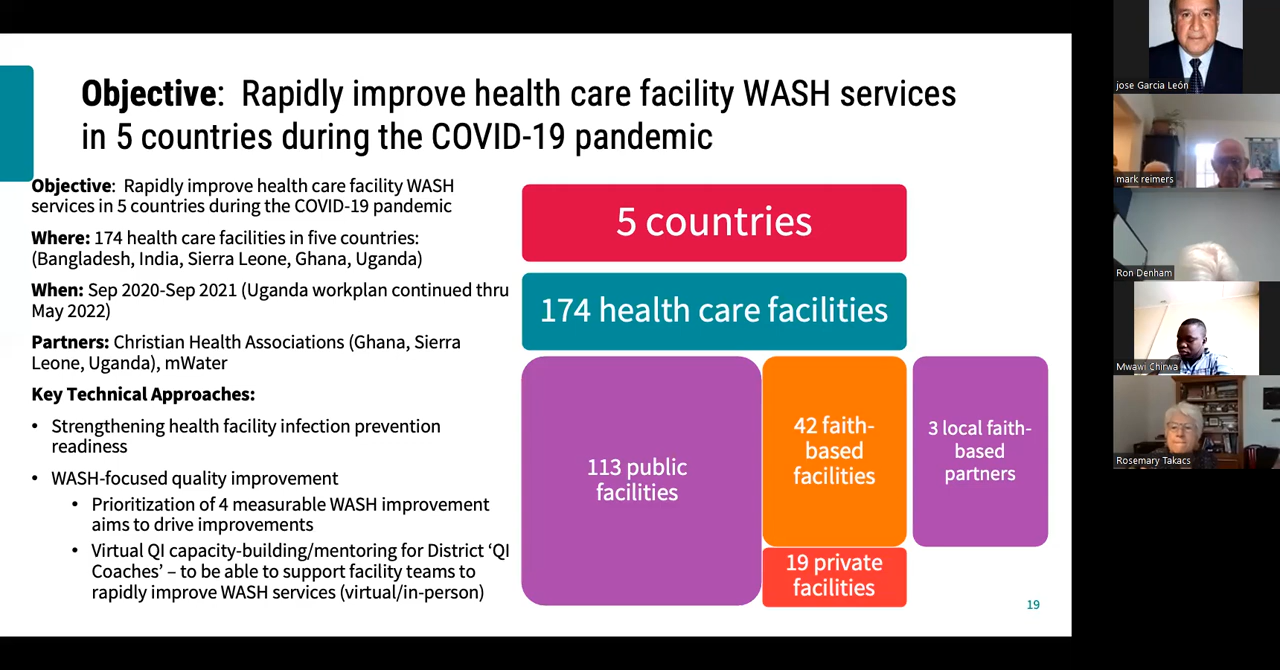 Objective: Rapidly improve health care facility WASH services
in 5 countries during the COVID-19 pandemic
Objective: Rapidly improve health care facility WASH
services in 5 countries during the COVID-19 pandemic
Where: 174 health care facilities in five countries:
(Bangladesh, India, Sierra Leone, Ghana, Uganda)
When: Sep 2020-Sep 2021 (Uganda workplan continued thru
May 2022)
Partners: Christian Health Associations (Ghana, Sierra
Leone, Uganda), mWater
Key Technical Approaches:
• Strengthening health facility infection prevention
readiness
• WASH-focused quality improvement
• Prioritization of 4 measurable WASH improvement
aims to drive improvements
• Virtual QI capacity-building/mentoring for District ‘QI
Coaches’ – to be able to support facility teams to
rapidly improve WASH services (virtual/in-person)
5 countries
174 health care facilities
113 public
facilities
42 faith-
based
facilities
19 private
facilities
3 local faith-
based
partners
19
jose Garcia León
mark reimers
Ron Denham
Mwawi Chirwa
Rosemary Takacs